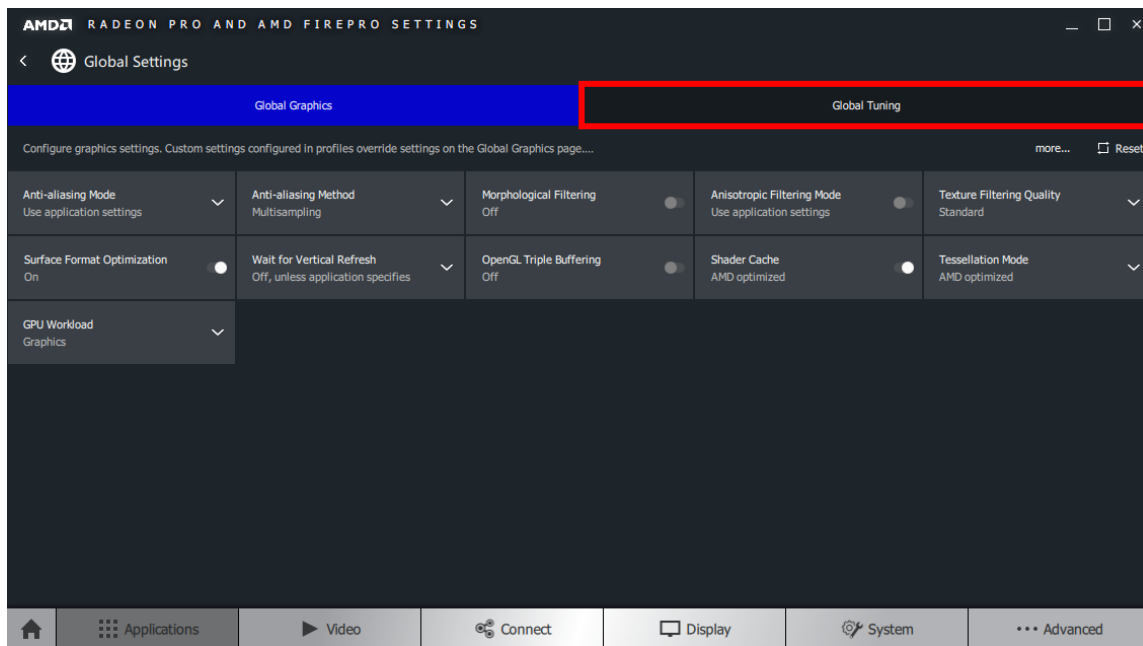 AMD RADEON PRO AND AMD FIREPRO SETTINGS
Global Settings
Global Graphics
Global Tuning
Configure graphics settings. Custom settings configured in profiles override settings on the Global Graphics page....
more...
Reset
Anti-aliasing Mode
Use application settings
Anti-aliasing Method
Multisampling
Morphological Filtering
Off
Anisotropic Filtering Mode
Use application settings
Texture Filtering Quality
Standard
Surface Format Optimization
On
Wait for Vertical Refresh
Off, unless application specifies
OpenGL Triple Buffering
Off
Shader Cache
AMD optimized
Tessellation Mode
AMD optimized
GPU Workload
Graphics
Applications
Video
Connect
Display
System
Advanced